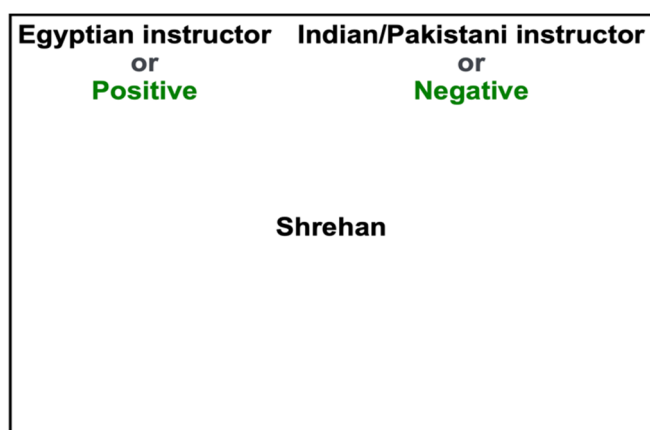 Egyptian instructor Indian/Pakistani instructor
or or
Positive Negative
Shrehan